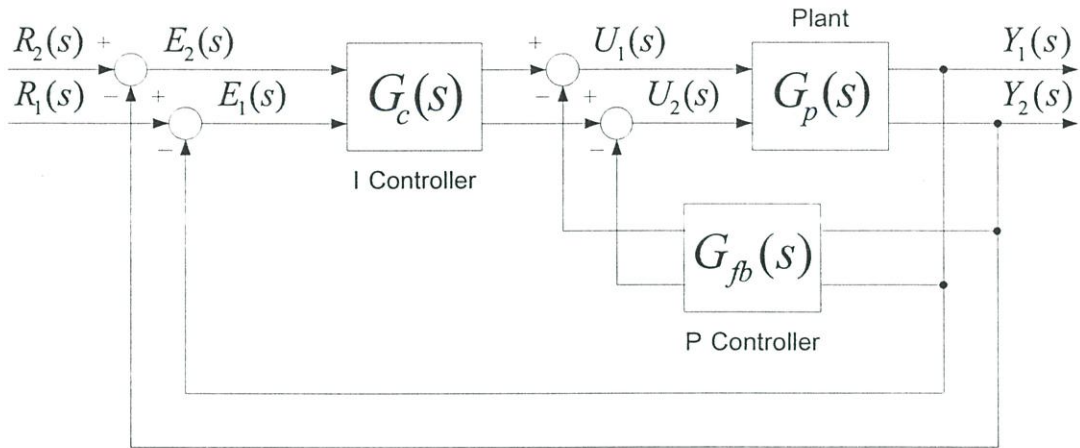 Plant
R₂(s) + E₂(s) + U₁(s) Y₁(s)
R₁(s) − + E₁(s) G_c(s) − + U₂(s) G_p(s) Y₂(s)
− −
I Controller
G_fb(s)
P Controller